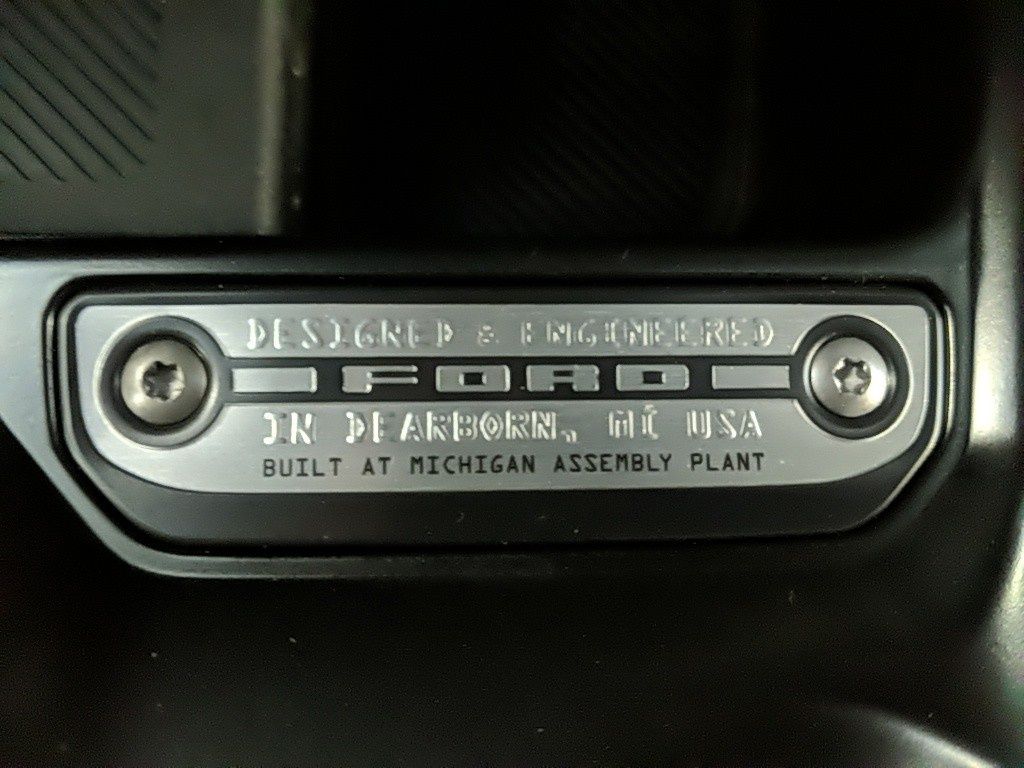 DESIGNED & ENGINEERED
FORD
IN DEARBORN, MI USA
BUILT AT MICHIGAN ASSEMBLY PLANT